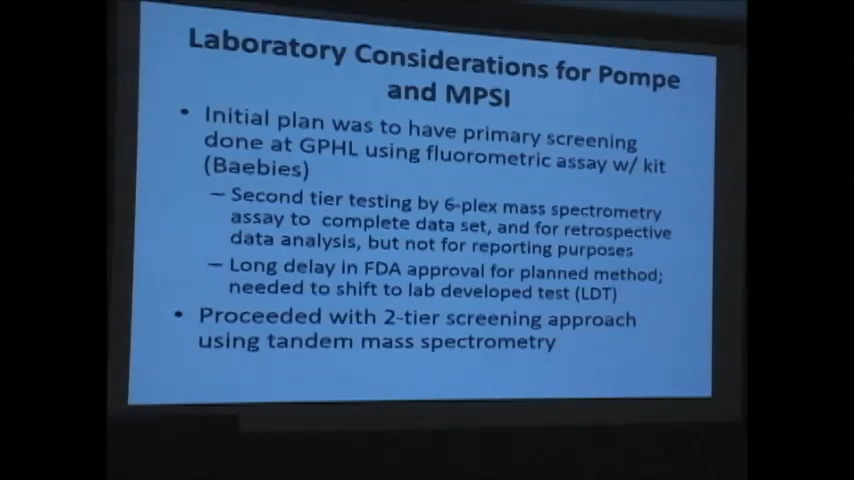 Laboratory Considerations for Pompe
and MPSI
• Initial plan was to have primary screening
done at GPHL using fluorometric assay w/ kit
(Baebies)
– Second tier testing by 6-plex mass spectrometry
assay to complete data set, and for retrospective
data analysis, but not for reporting purposes
– Long delay in FDA approval for planned method;
needed to shift to lab developed test (LDT)
• Proceeded with 2-tier screening approach
using tandem mass spectrometry